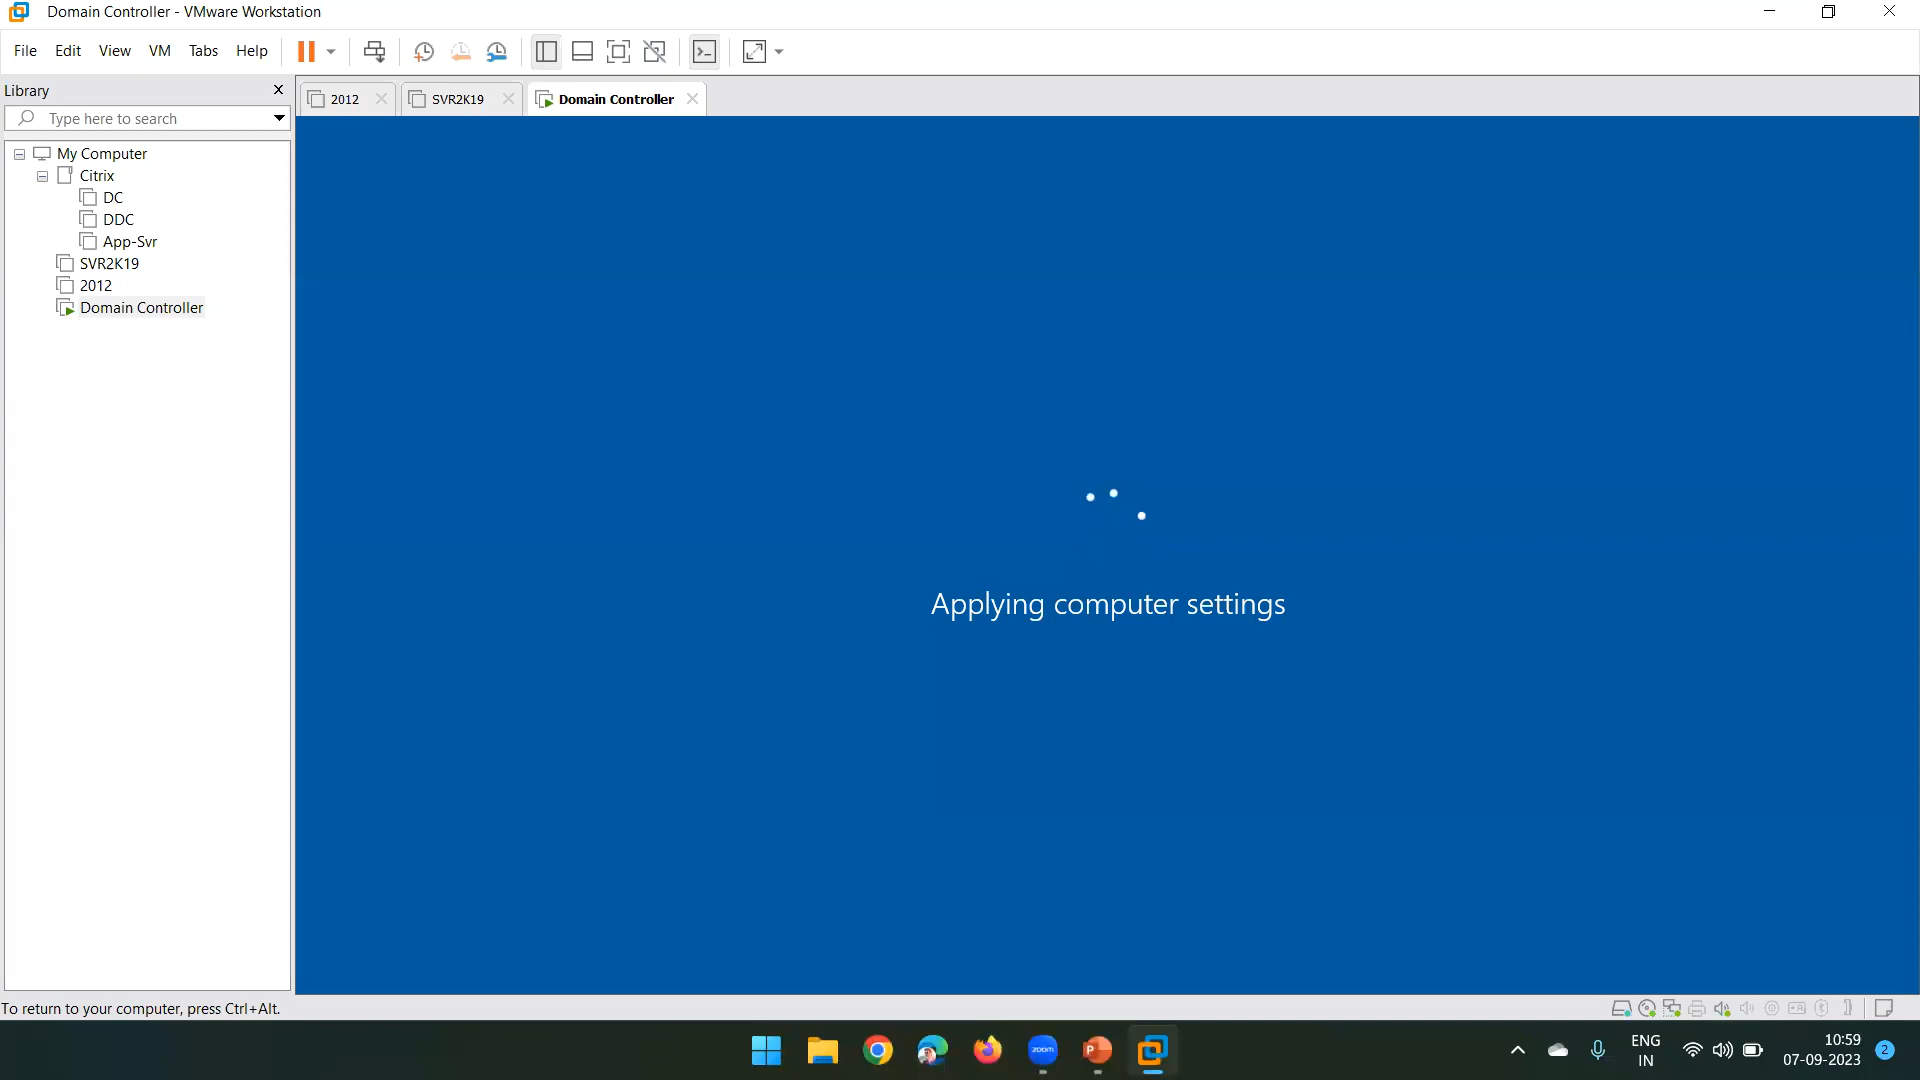 Domain Controller - VMware Workstation
File Edit View VM Tabs Help
Library
Type here to search
2012 SVR2K19 Domain Controller
My Computer
Citrix
DC
DDC
App-Svr
SVR2K19
2012
Domain Controller
Applying computer settings
To return to your computer, press Ctrl+Alt.
zoom
P
ENG
IN
10:59
07-09-2023
2